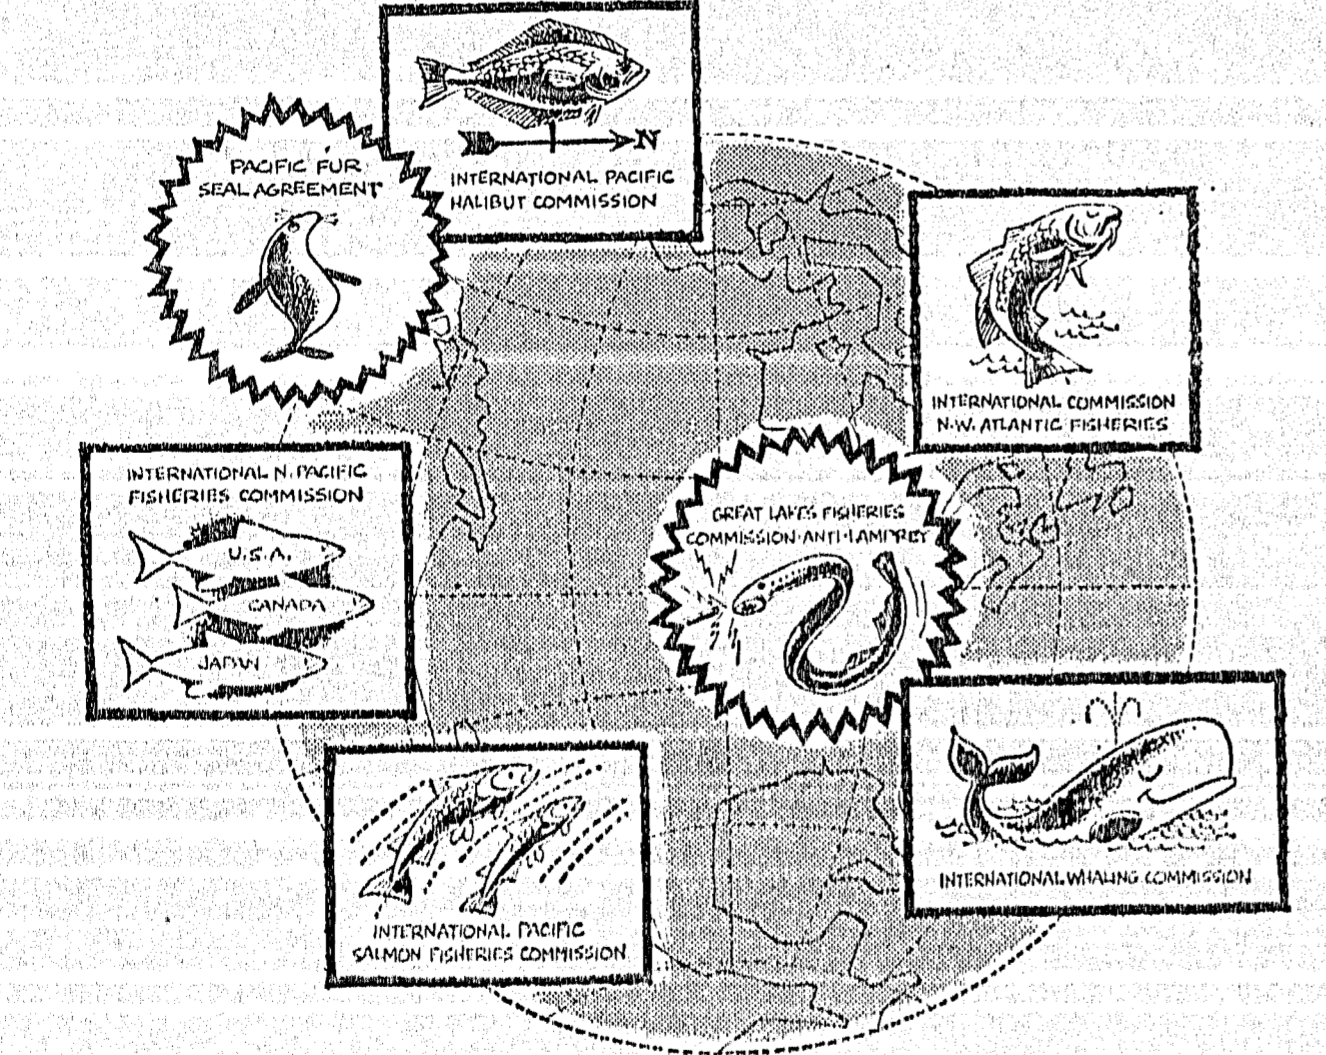 N
INTERNATIONAL PACIFIC
HALIBUT COMMISSION
PACIFIC FUR
SEAL AGREEMENT
INTERNATIONAL COMMISSION
N.W. ATLANTIC FISHERIES
INTERNATIONAL N. PACIFIC
FISHERIES COMMISSION
U.S.A.
CANADA
JAPAN
GREAT LAKES FISHERIES
COMMISSION-ANTI-LAMPREY
INTERNATIONAL WHALING COMMISSION
INTERNATIONAL PACIFIC
SALMON FISHERIES COMMISSION